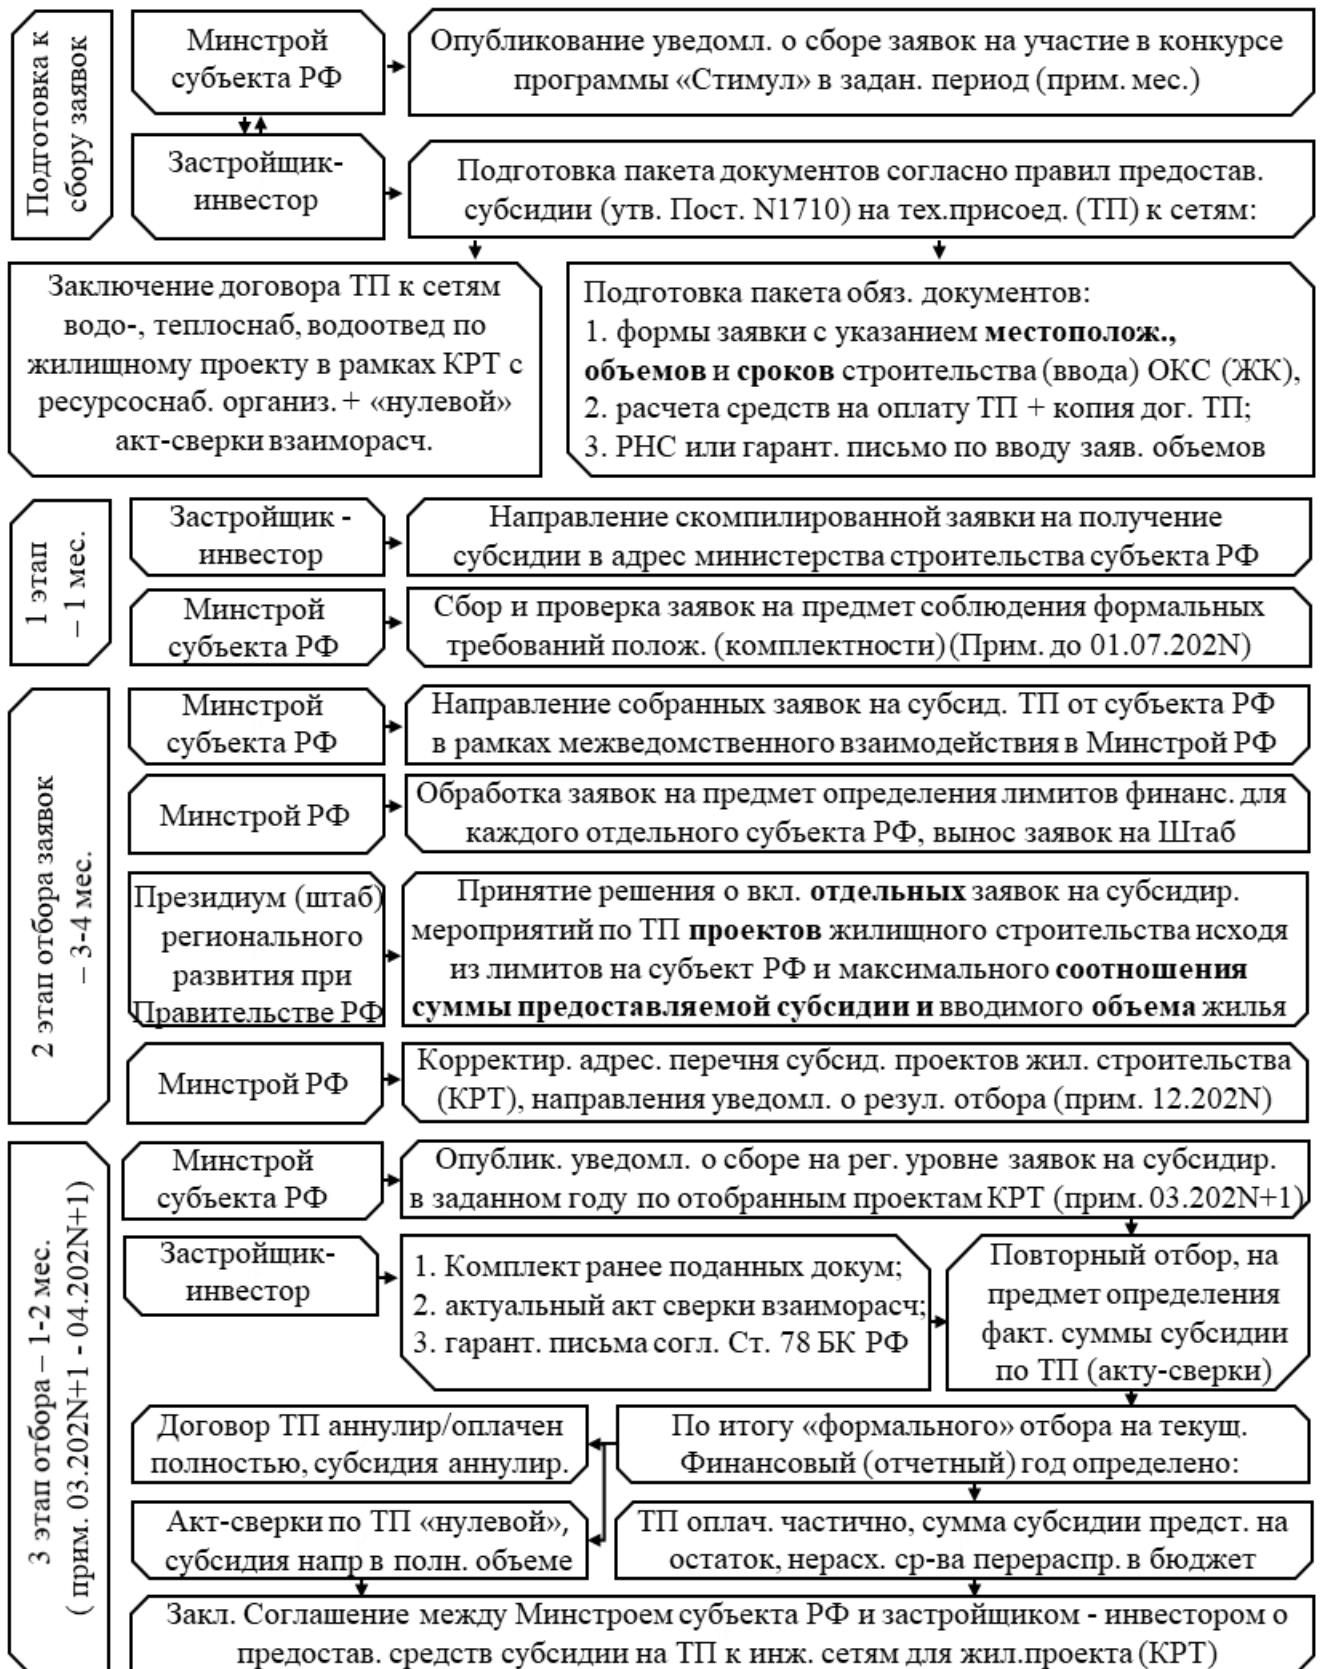 Подготовка к
сбору заявок
Минстрой
субъекта РФ
Опубликование уведомл. о сборе заявок на участие в конкурсе
программы «Стимул» в задан. период (прим. мес.)
Застройщик-
инвестор
Подготовка пакета документов согласно правил предостав.
субсидии (утв. Пост. N1710) на тех.присоед. (ТП) к сетям:
Заключение договора ТП к сетям
водо-, теплоснаб, водоотвед по
жилищному проекту в рамках КРТ с
ресурсоснаб. организ. + «нулевой»
акт-сверки взаиморасч.
Подготовка пакета обяз. документов:
1. формы заявки с указанием местополож.,
объемов и сроков строительства (ввода) ОКС (ЖК),
2. расчета средств на оплату ТП + копия дог. ТП;
3. РНС или гарант. письмо по вводу заяв. объемов
1 этап
– 1 мес.
Застройщик -
инвестор
Направление скомпилированной заявки на получение
субсидии в адрес министерства строительства субъекта РФ
Минстрой
субъекта РФ
Сбор и проверка заявок на предмет соблюдения формальных
требований полож. (комплектности) (Прим. до 01.07.202N)
2 этап отбора заявок
– 3-4 мес.
Минстрой
субъекта РФ
Направление собранных заявок на субсид. ТП от субъекта РФ
в рамках межведомственного взаимодействия в Минстрой РФ
Минстрой РФ
Обработка заявок на предмет определения лимитов финанс. для
каждого отдельного субъекта РФ, вынос заявок на Штаб
Президиум (штаб)
регионального
развития при
Правительстве РФ
Принятие решения о вкл. отдельных заявок на субсидир.
мероприятий по ТП проектов жилищного строительства исходя
из лимитов на субъект РФ и максимального соотношения
суммы предоставляемой субсидии и вводимого объема жилья
Минстрой РФ
Корректир. адрес. перечня субсид. проектов жил. строительства
(КРТ), направления уведомл. о резул. отбора (прим. 12.202N)
3 этап отбора – 1-2 мес.
( прим. 03.202N+1 - 04.202N+1)
Минстрой
субъекта РФ
Опублик. уведомл. о сборе на рег. уровне заявок на субсидир.
в заданном году по отобранным проектам КРТ (прим. 03.202N+1)
Застройщик-
инвестор
1. Комплект ранее поданных докум;
2. актуальный акт сверки взаиморасч;
3. гарант. письма согл. Ст. 78 БК РФ
Повторный отбор, на
предмет определения
факт. суммы субсидии
по ТП (акту-сверки)
Договор ТП аннулир/оплачен
полностью, субсидия аннулир.
По итогу «формального» отбора на текущ.
Финансовый (отчетный) год определено:
Акт-сверки по ТП «нулевой»,
субсидия напр в полн. объеме
ТП оплач. частично, сумма субсидии предст. на
остаток, нерасх. ср-ва перераспр. в бюджет
Закл. Соглашение между Минстроем субъекта РФ и застройщиком - инвестором о
предостав. средств субсидии на ТП к инж. сетям для жил.проекта (КРТ)